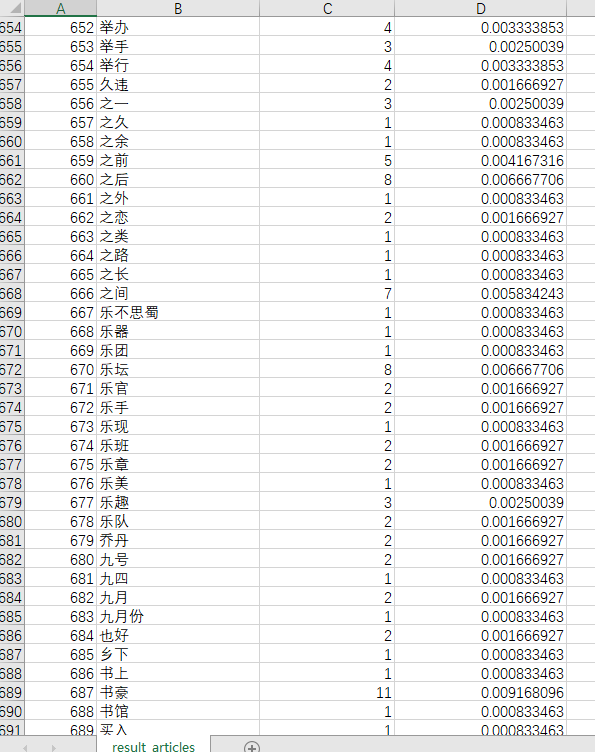 A B C D
654 652 举办 4 0.003333853
655 653 举手 3 0.00250039
656 654 举行 4 0.003333853
657 655 久违 2 0.001666927
658 656 之一 3 0.00250039
659 657 之久 1 0.000833463
660 658 之余 1 0.000833463
661 659 之前 5 0.004167316
662 660 之后 8 0.006667706
663 661 之外 1 0.000833463
664 662 之恋 2 0.001666927
665 663 之类 1 0.000833463
666 664 之路 1 0.000833463
667 665 之长 1 0.000833463
668 666 之间 7 0.005834243
669 667 乐不思蜀 1 0.000833463
670 668 乐器 1 0.000833463
671 669 乐团 1 0.000833463
672 670 乐坛 8 0.006667706
673 671 乐官 2 0.001666927
674 672 乐手 2 0.001666927
675 673 乐现 1 0.000833463
676 674 乐班 2 0.001666927
677 675 乐章 2 0.001666927
678 676 乐美 1 0.000833463
679 677 乐趣 3 0.00250039
680 678 乐队 2 0.001666927
681 679 乔丹 2 0.001666927
682 680 九号 2 0.001666927
683 681 九四 1 0.000833463
684 682 九月 2 0.001666927
685 683 九月份 1 0.000833463
686 684 也好 2 0.001666927
687 685 乡下 1 0.000833463
688 686 书上 1 0.000833463
689 687 书豪 11 0.009168096
690 688 书馆 1 0.000833463
691 689 买入 1 0.000833463
result_articles